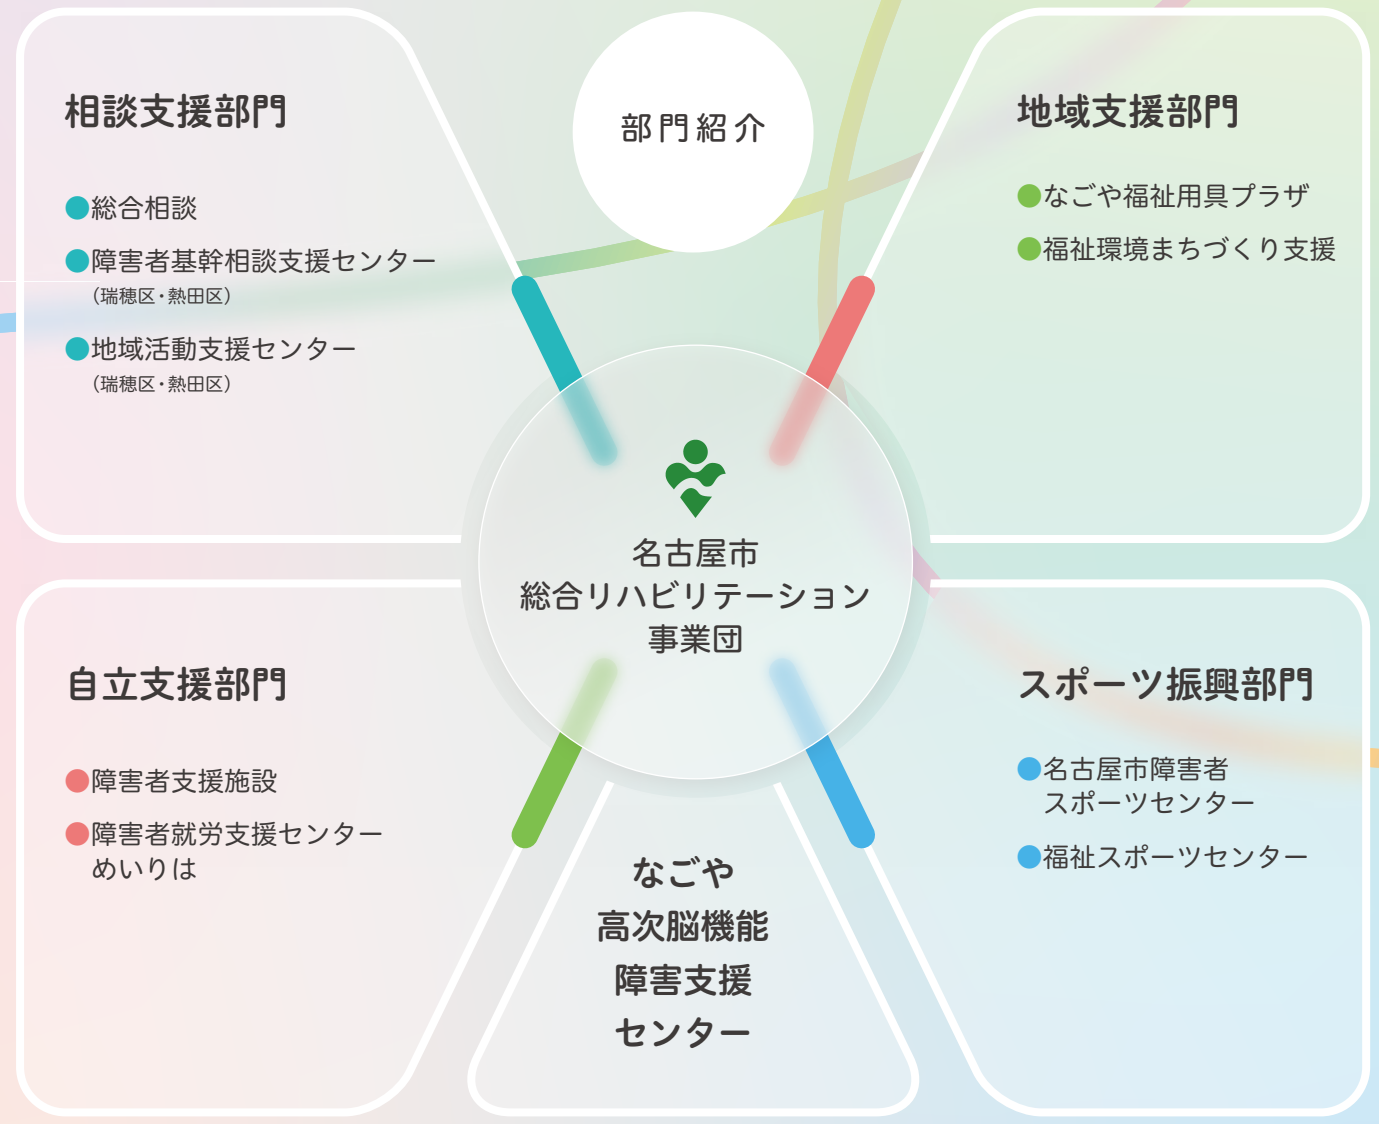 部門紹介
相談支援部門
●総合相談
●障害者基幹相談支援センター
（瑞穂区・熱田区）
●地域活動支援センター
（瑞穂区・熱田区）
地域支援部門
●なごや福祉用具プラザ
●福祉環境まちづくり支援
名古屋市
総合リハビリテーション
事業団
自立支援部門
●障害者支援施設
●障害者就労支援センター
めいりは
スポーツ振興部門
●名古屋市障害者
スポーツセンター
●福祉スポーツセンター
なごや
高次脳機能
障害支援
センター